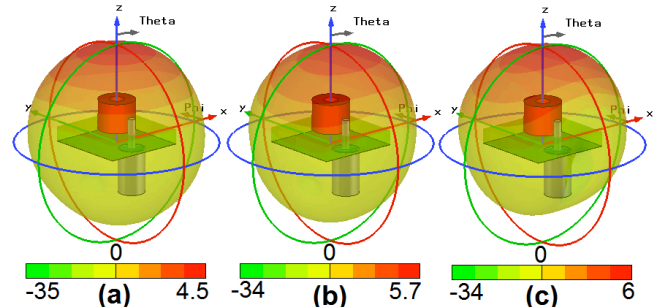 z z z
Theta Theta Theta
y Phi x y Phi x y Phi x
0 0 0
-35 (a) 4.5 -34 (b) 5.7 -34 (c) 6